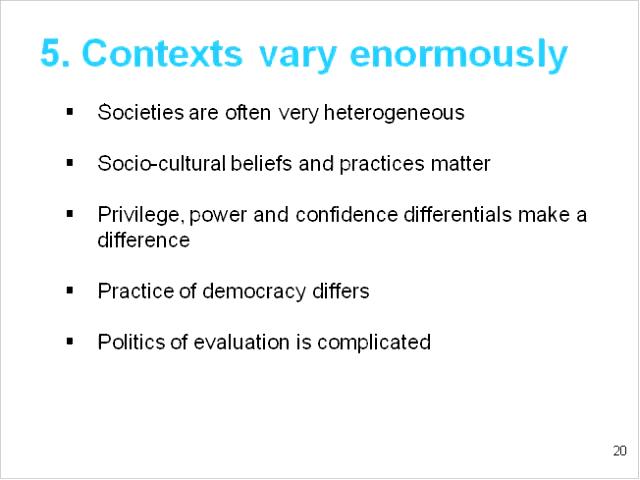 5. Contexts vary enormously
▪ Societies are often very heterogeneous
▪ Socio-cultural beliefs and practices matter
▪ Privilege, power and confidence differentials make a
difference
▪ Practice of democracy differs
▪ Politics of evaluation is complicated
20